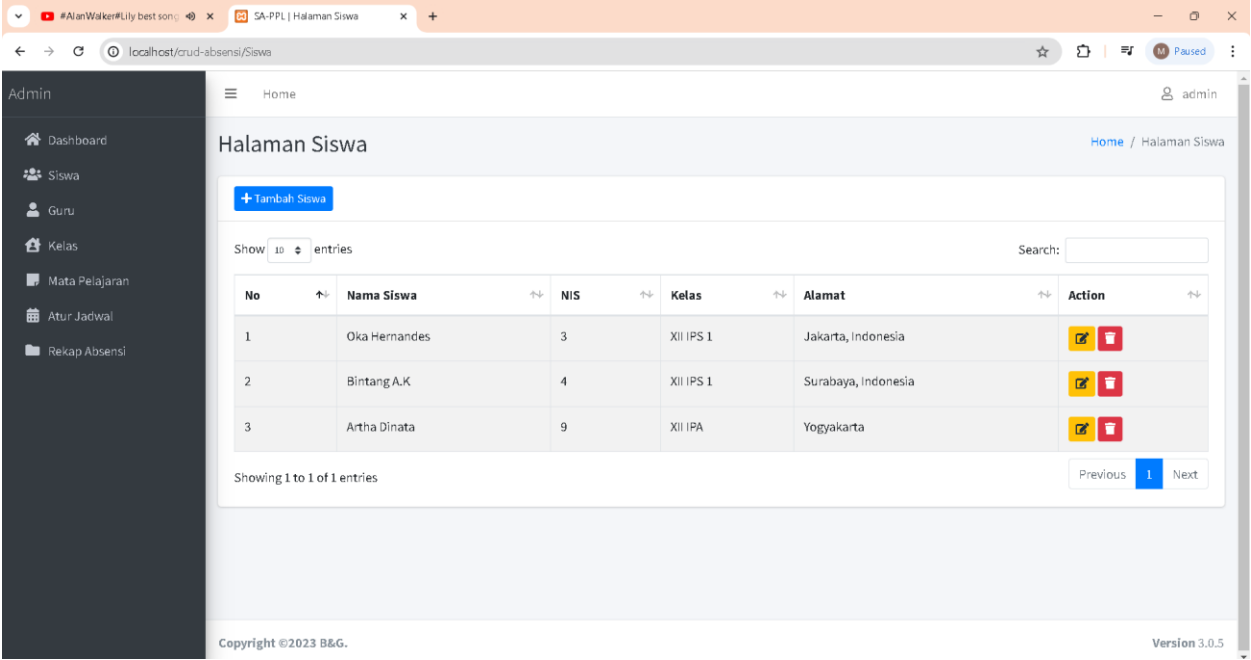 #AlanWalker#Lily best song
SA-PPL | Halaman Siswa
localhost/crud-absensi/Siswa
M Paused
Admin
Home
admin
Dashboard
Siswa
Guru
Kelas
Mata Pelajaran
Atur Jadwal
Rekap Absensi
Halaman Siswa
Home / Halaman Siswa
Tambah Siswa
Show 10 entries
Search:
No Nama Siswa NIS Kelas Alamat Action
1 Oka Hernandes 3 XII IPS 1 Jakarta, Indonesia
2 Bintang A.K 4 XII IPS 1 Surabaya, Indonesia
3 Artha Dinata 9 XII IPA Yogyakarta
Showing 1 to 1 of 1 entries
Previous 1 Next
Copyright ©2023 B&G.
Version 3.0.5